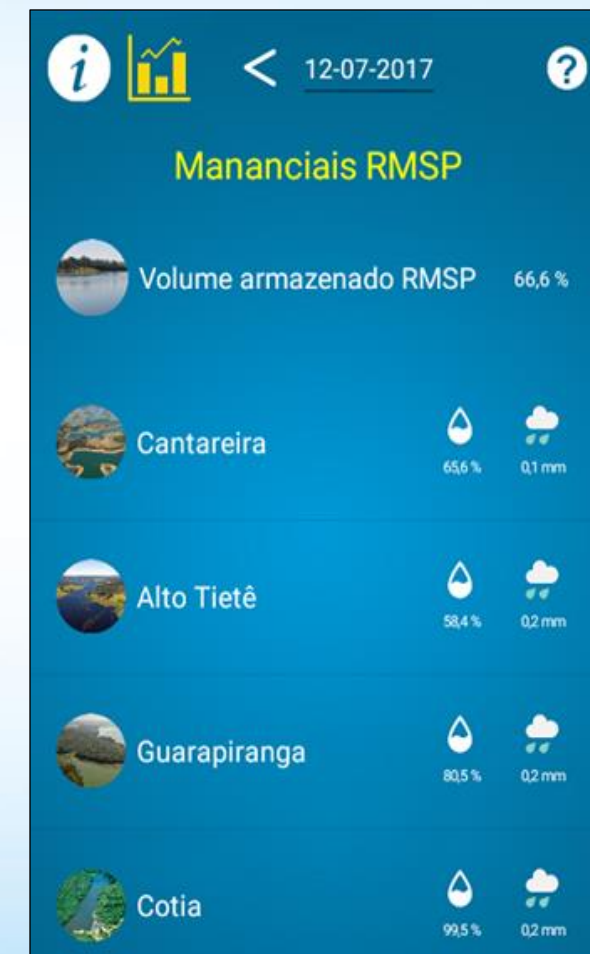 i
12-07-2017
?
Mananciais RMSP
Volume armazenado RMSP 66,6 %
Cantareira
65,6 % 0,1 mm
Alto Tietê
58,4 % 0,2 mm
Guarapiranga
80,5 % 0,2 mm
Cotia
99,5 % 0,2 mm